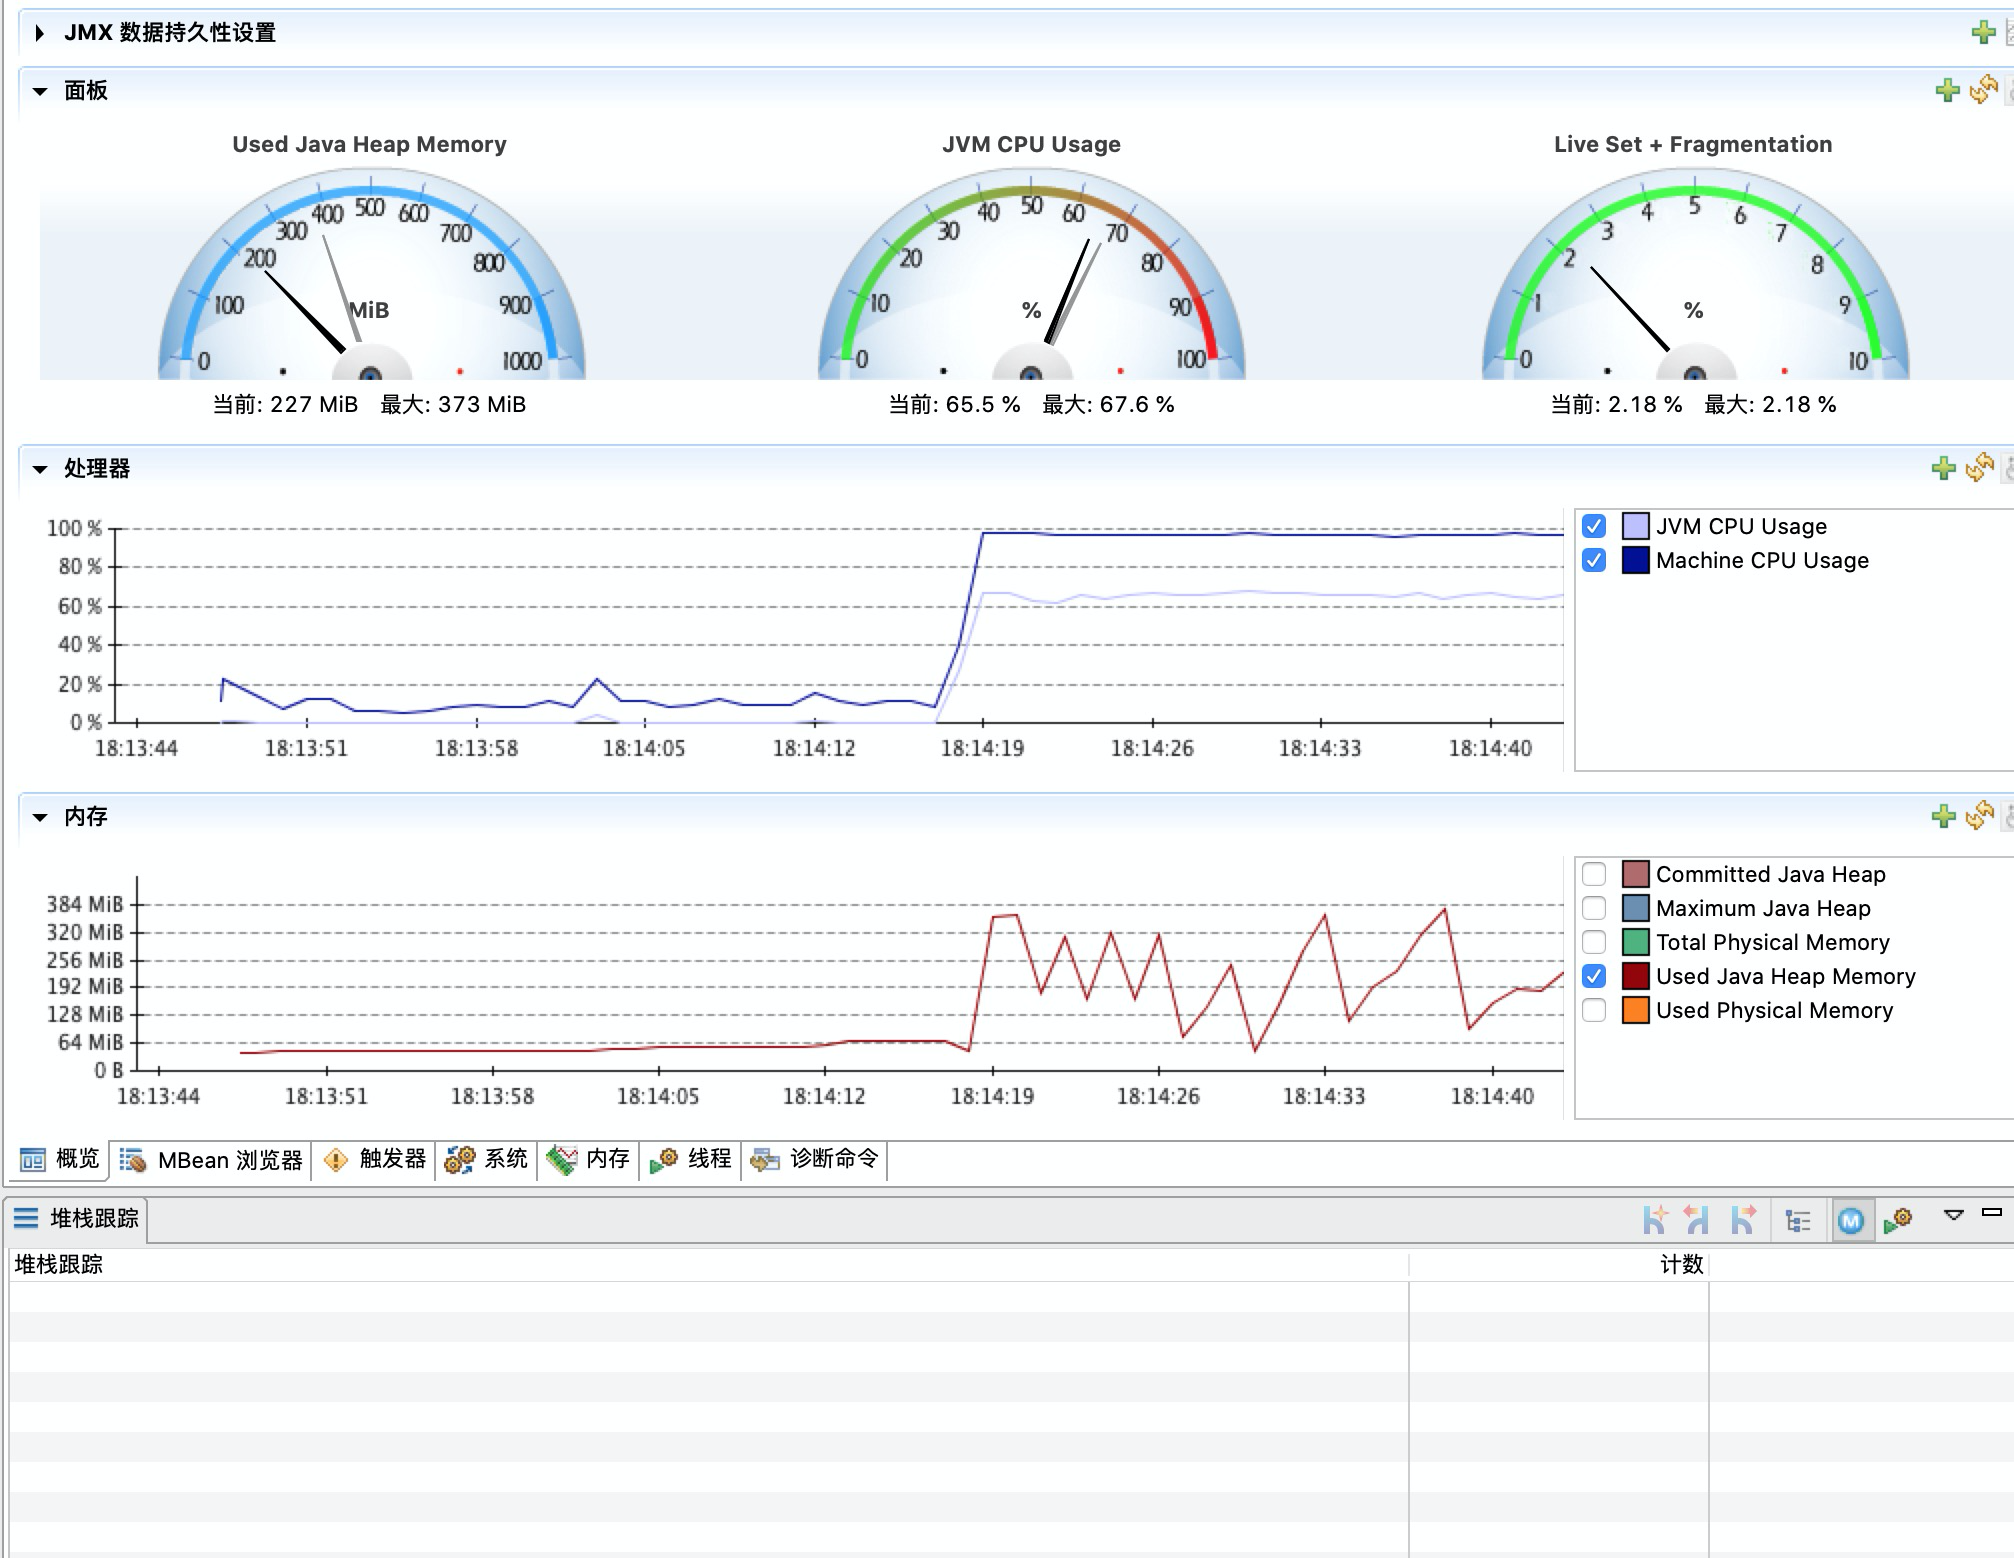 JMX 数据持久性设置
面板
Used Java Heap Memory
0 100 200 300 400 500 600 700 800 900 1000
MiB
当前: 227 MiB 最大: 373 MiB
JVM CPU Usage
0 10 20 30 40 50 60 70 80 90 100
%
当前: 65.5 % 最大: 67.6 %
Live Set + Fragmentation
0 1 2 3 4 5 6 7 8 9 10
%
当前: 2.18 % 最大: 2.18 %
处理器
100 %
80 %
60 %
40 %
20 %
0 %
18:13:44 18:13:51 18:13:58 18:14:05 18:14:12 18:14:19 18:14:26 18:14:33 18:14:40
JVM CPU Usage
Machine CPU Usage
内存
384 MiB
320 MiB
256 MiB
192 MiB
128 MiB
64 MiB
0 B
18:13:44 18:13:51 18:13:58 18:14:05 18:14:12 18:14:19 18:14:26 18:14:33 18:14:40
Committed Java Heap
Maximum Java Heap
Total Physical Memory
Used Java Heap Memory
Used Physical Memory
概览 MBean 浏览器 触发器 系统 内存 线程 诊断命令
堆栈跟踪
M
堆栈跟踪 计数